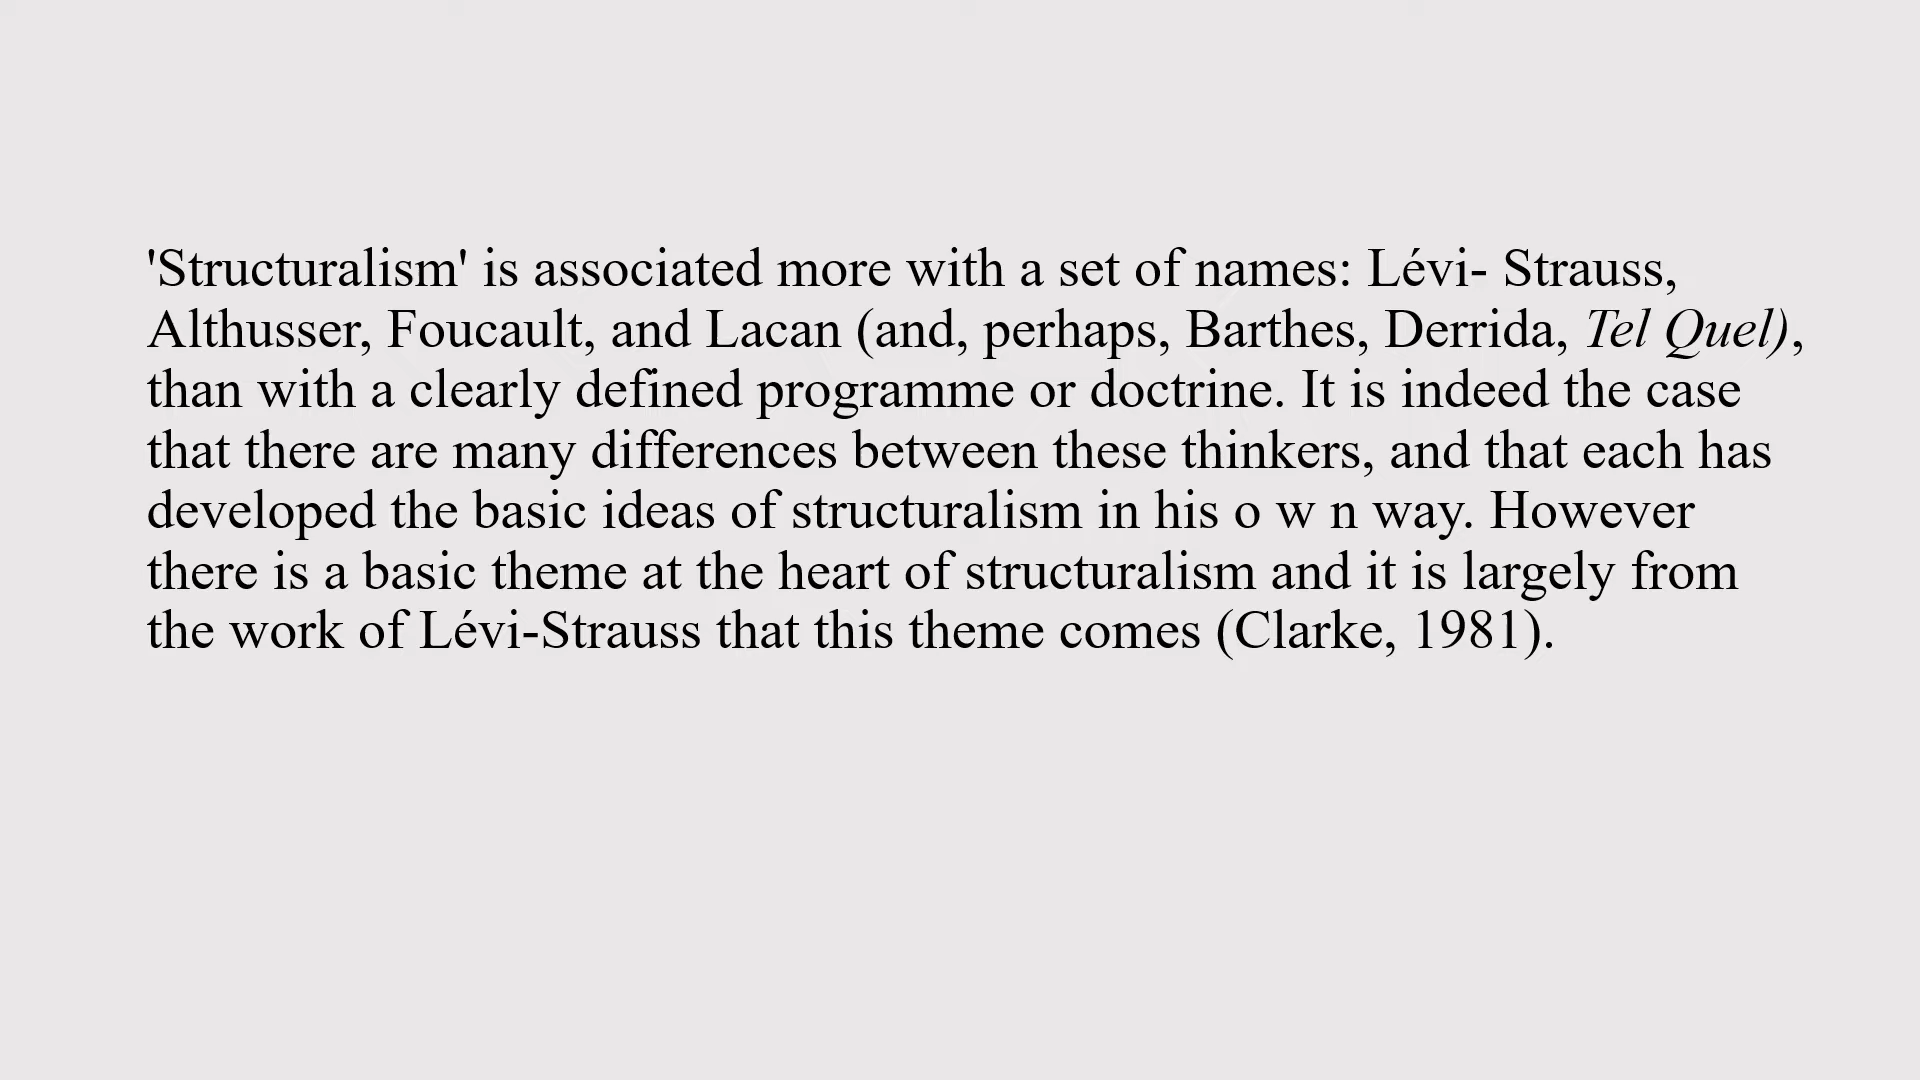 'Structuralism' is associated more with a set of names: Lévi- Strauss,
Althusser, Foucault, and Lacan (and, perhaps, Barthes, Derrida, Tel Quel),
than with a clearly defined programme or doctrine. It is indeed the case
that there are many differences between these thinkers, and that each has
developed the basic ideas of structuralism in his o w n way. However
there is a basic theme at the heart of structuralism and it is largely from
the work of Lévi-Strauss that this theme comes (Clarke, 1981).